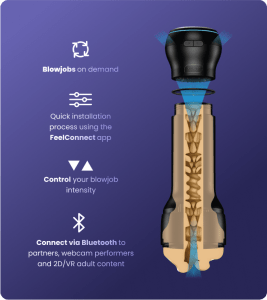 Blowjobs on demand
Quick installation
process using the
FeelConnect app
Control your blowjob
intensity
Connect via Bluetooth to
partners, webcam performers
and 2D/VR adult content